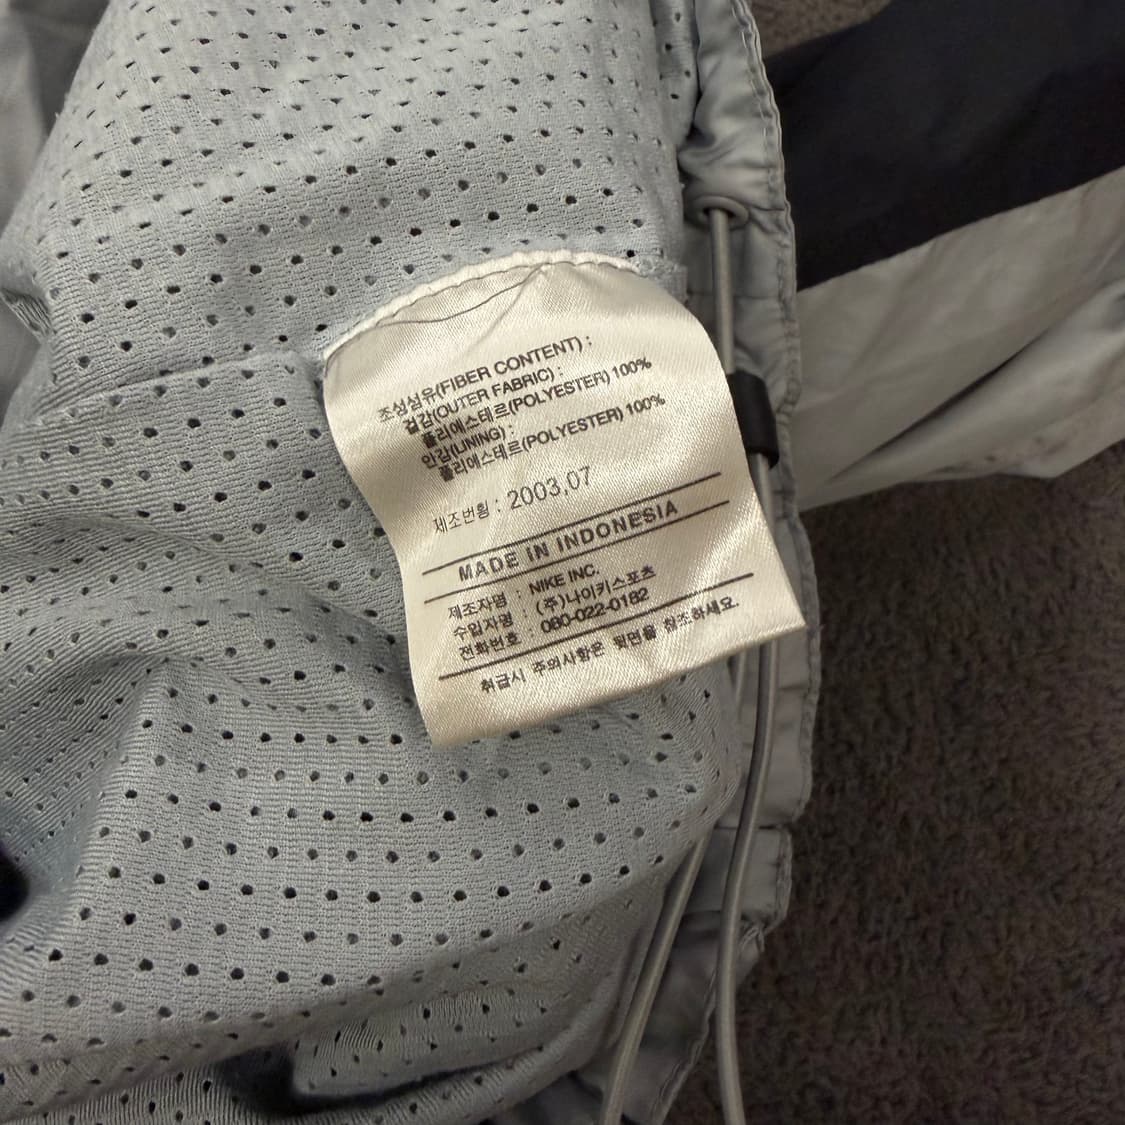 조성섬유(FIBER CONTENT) :
겉감(OUTER FABRIC) :
폴리에스테르(POLYESTER) 100%
안감(LINING) :
폴리에스테르(POLYESTER) 100%
제조번횡 : 2003,07
MADE IN INDONESIA
제조자명 : NIKE INC.
수입자명 : (주)나이키스포츠
전화번호 : 080-022-0182
취급시 주의사항은 뒷면을 참조하세요.